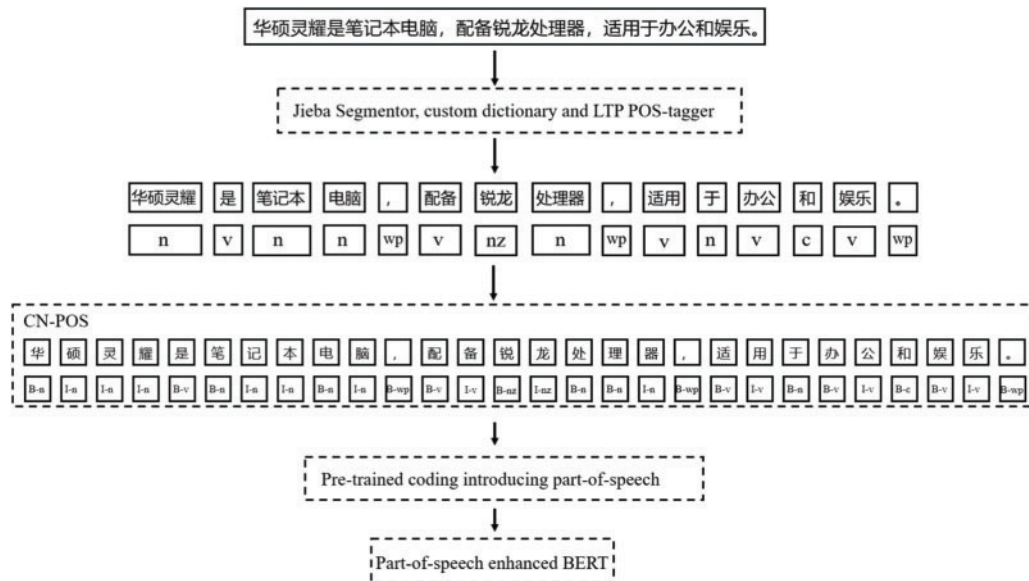 华硕灵耀是笔记本电脑，配备锐龙处理器，适用于办公和娱乐。
Jieba Segmentor, custom dictionary and LTP POS-tagger
华硕灵耀 是 笔记本 电脑 , 配备 锐龙 处理器 , 适用 于 办公 和 娱乐 。
n v n n wp v nz n wp v n v c v wp
CN-POS
华 硕 灵 耀 是 笔 记 本 电 脑 , 配 备 锐 龙 处 理 器 , 适 用 于 办 公 和 娱 乐 。
B-n I-n I-n I-n B-v B-n I-n I-n B-n I-n B-wp B-v I-v B-nz I-nz B-n B-n I-n B-wp B-v I-v B-n B-v I-v B-c B-v I-v B-wp
Pre-trained coding introducing part-of-speech
Part-of-speech enhanced BERT